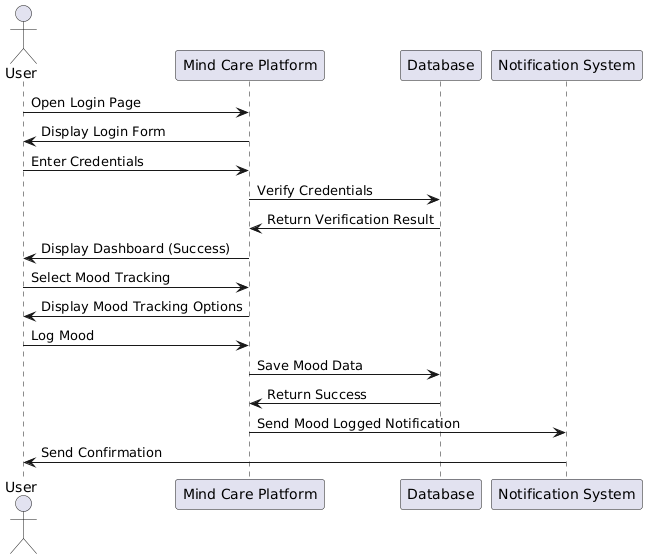 User
Mind Care Platform
Database
Notification System
Open Login Page
Display Login Form
Enter Credentials
Verify Credentials
Return Verification Result
Display Dashboard (Success)
Select Mood Tracking
Display Mood Tracking Options
Log Mood
Save Mood Data
Return Success
Send Mood Logged Notification
Send Confirmation
User
Mind Care Platform
Database
Notification System